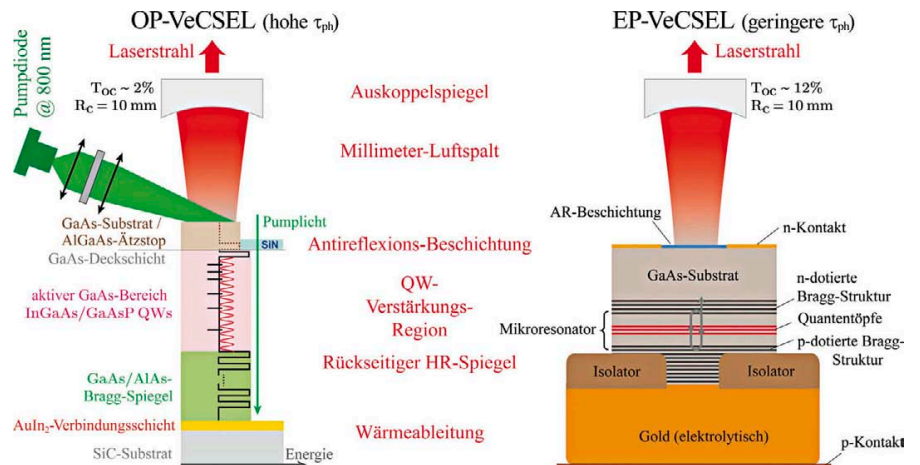 OP-VeCSEL (hohe τph)
EP-VeCSEL (geringere τph)
Laserstrahl
Laserstrahl
Pumpdiode
@ 800 nm
TOC ~ 2%
RC = 10 mm
Auskoppelspiegel
TOC ~ 12%
RC = 10 mm
Millimeter-Luftspalt
GaAs-Substrat /
AlGaAs-Ätzstop
GaAs-Deckschicht
Pumplicht
SiN
Antireflexions-Beschichtung
AR-Beschichtung
n-Kontakt
aktiver GaAs-Bereich
InGaAs/GaAsP QWs
QW-
Verstärkungs-
Region
GaAs-Substrat
n-dotierte
Bragg-Struktur
Mikroresonator
Quantentöpfe
p-dotierte Bragg-
Struktur
GaAs/AlAs-
Bragg-Spiegel
Rückseitiger HR-Spiegel
Isolator
Isolator
AuIn2-Verbindungsschicht
SiC-Substrat
Energie
Wärmeableitung
Gold (elektrolytisch)
p-Kontakt